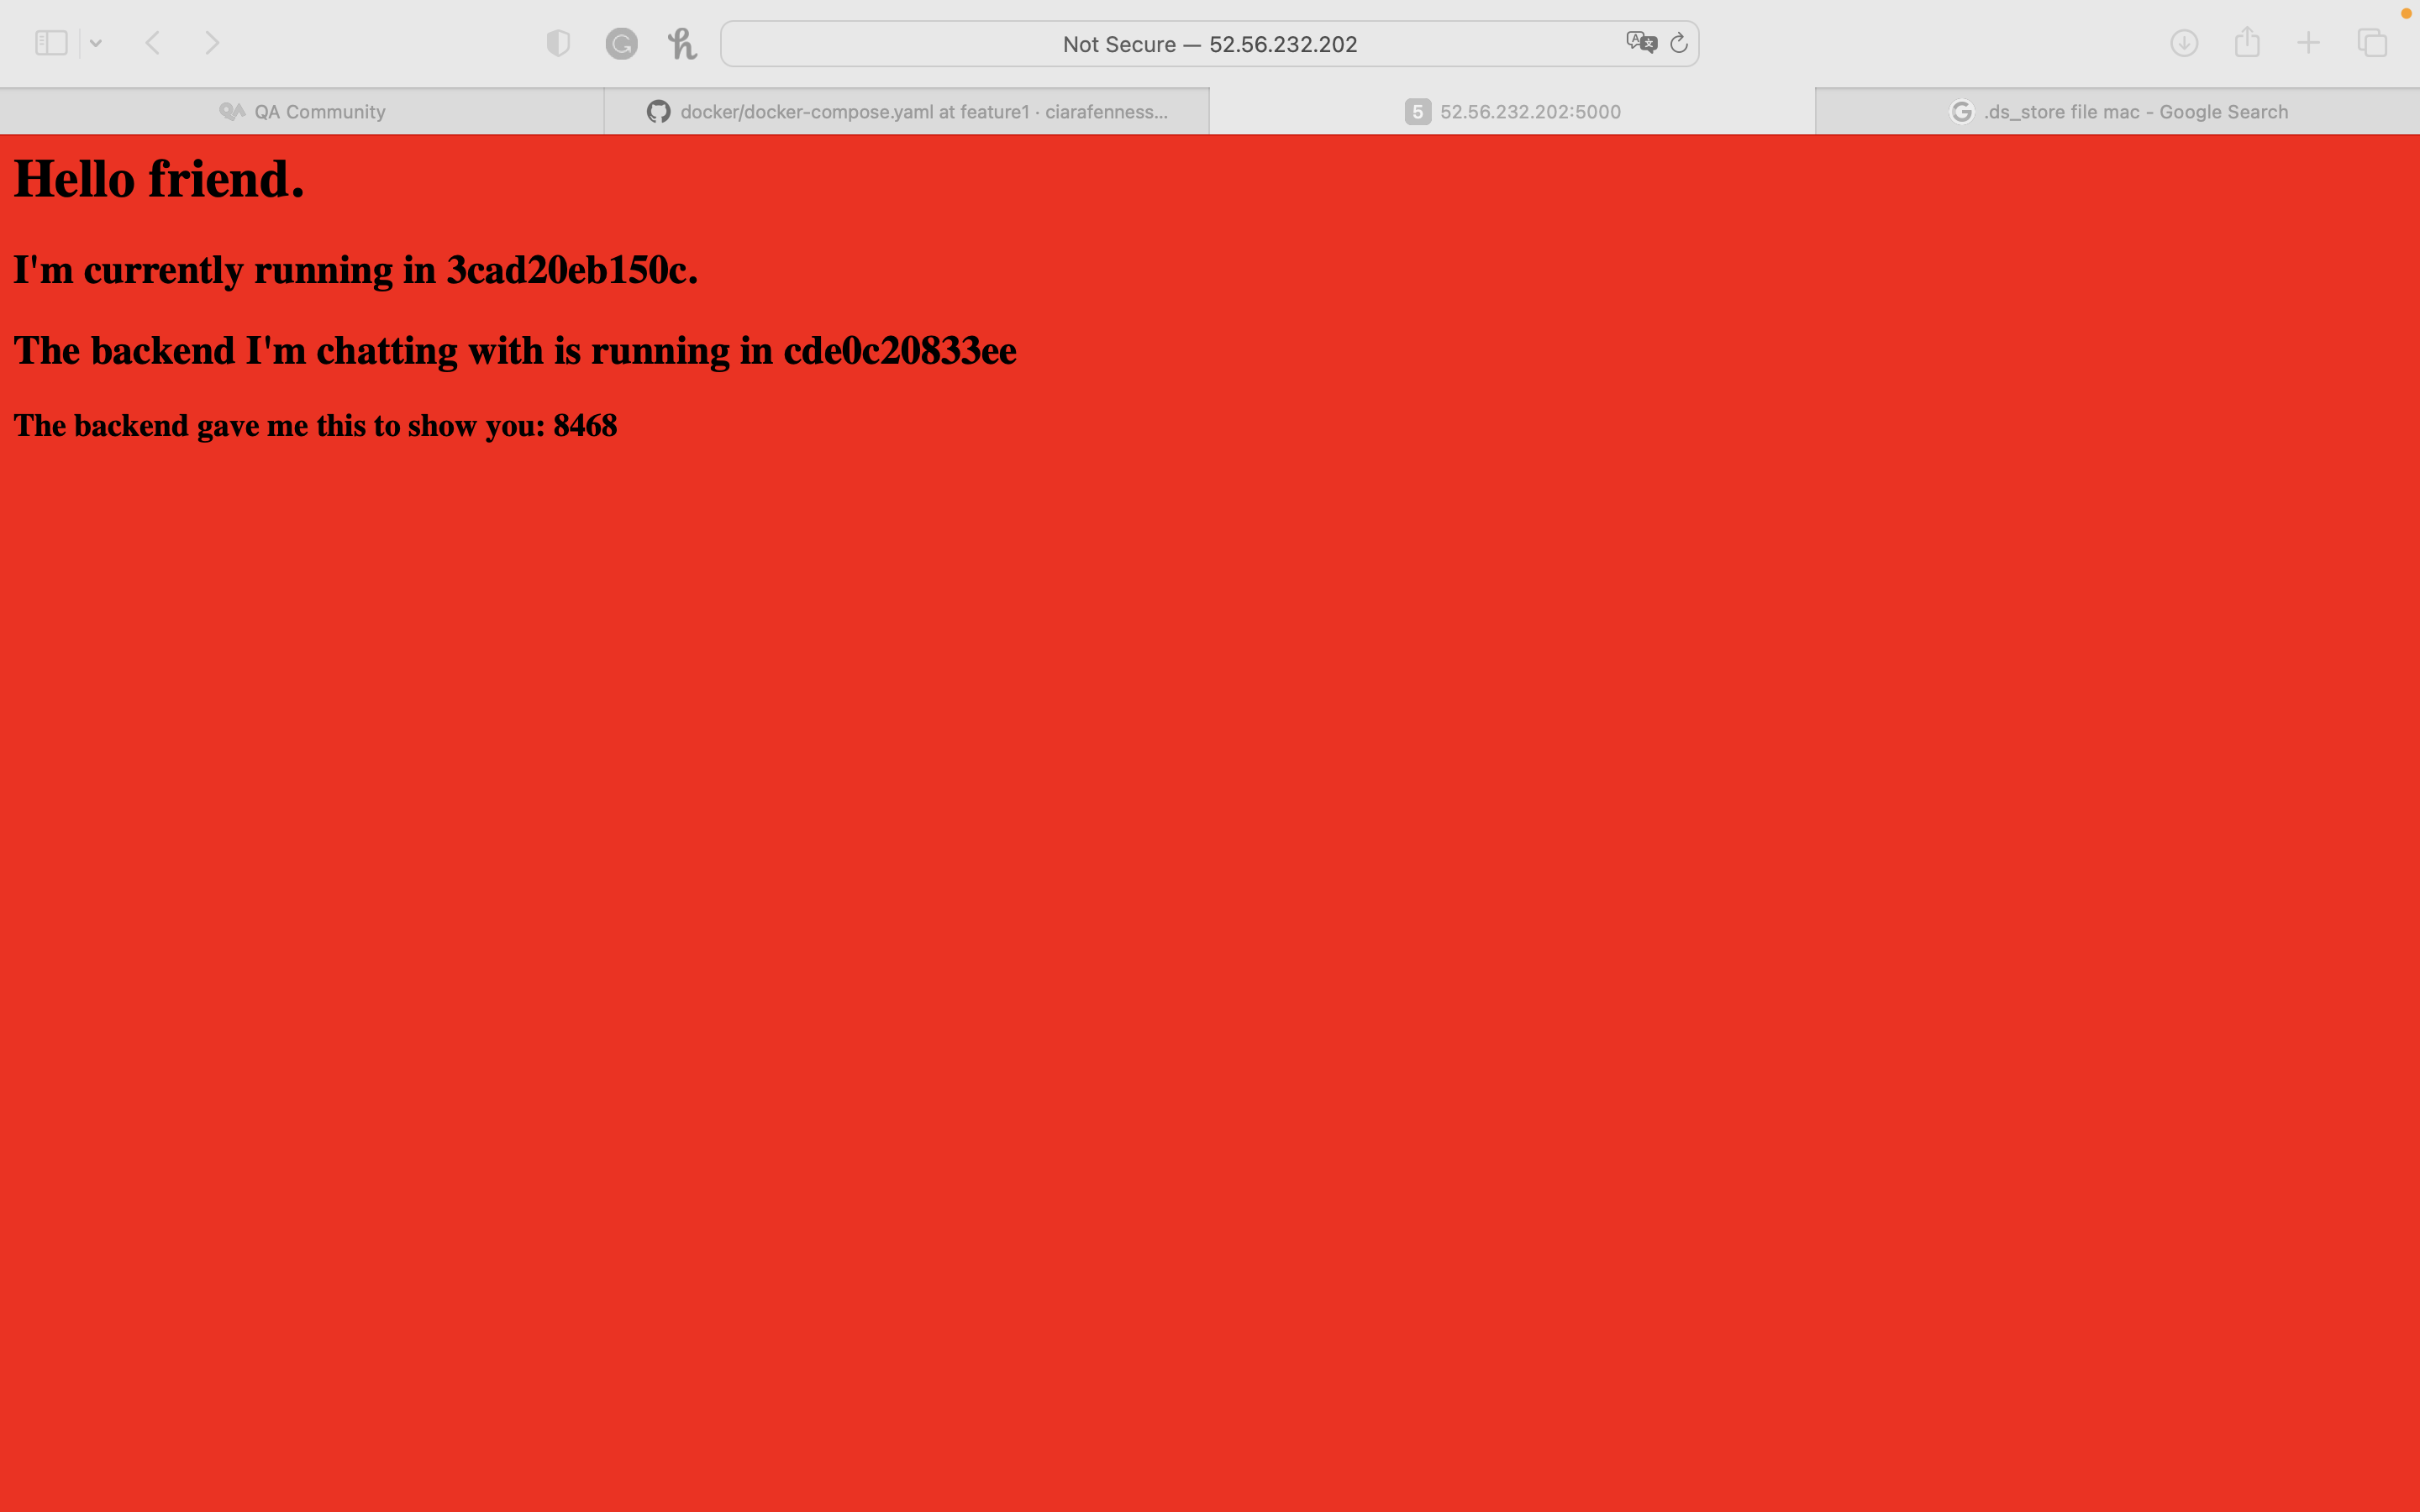 Not Secure — 52.56.232.202
QA QA Community
docker/docker-compose.yaml at feature1 · ciarafenness...
5 52.56.232.202:5000
G .ds_store file mac - Google Search
Hello friend.
I'm currently running in 3cad20eb150c.
The backend I'm chatting with is running in cde0c20833ee
The backend gave me this to show you: 8468